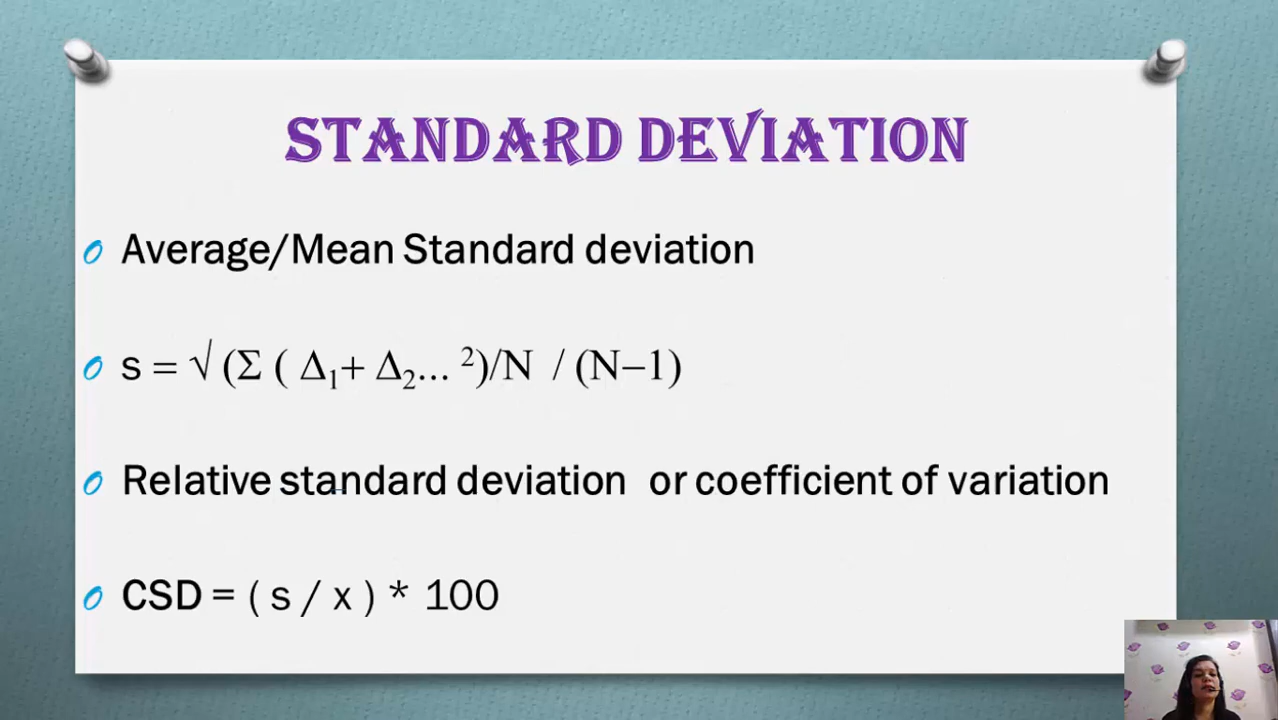 STANDARD DEVIATION
Average/Mean Standard deviation
s = √ (Σ ( Δ₁+ Δ₂... ²)/N / (N−1)
Relative standard deviation or coefficient of variation
CSD = ( s / x ) * 100